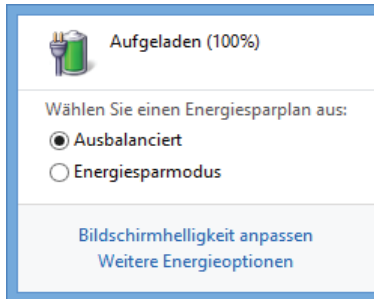 Aufgeladen (100%)
Wählen Sie einen Energiesparplan aus:
Ausbalanciert
Energiesparmodus
Bildschirmhelligkeit anpassen
Weitere Energieoptionen